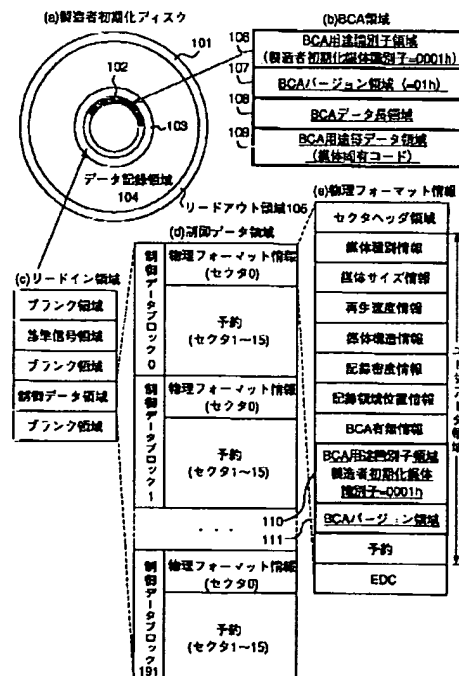 (a)製造者初期化ディスク
101
102
103
データ記録領域
104
リードアウト領域105
(b)BCA領域
106
BCA用途識別子領域
(製造者初期化媒体識別子=0001h)
107
BCAバージョン領域 (=01h)
108
BCAデータ長領域
109
BCA用途毎データ領域
(媒体固有コード)
(c)リードイン領域
ブランク領域
基準信号領域
ブランク領域
制御データ領域
ブランク領域
(d)制御データ領域
制御データブロック0
物理フォーマット情報
(セクタ0)
予約
(セクタ1~15)
制御データブロック1
物理フォーマット情報
(セクタ0)
予約
(セクタ1~15)
. . .
制御データブロック191
物理フォーマット情報
(セクタ0)
予約
(セクタ1~15)
(e)物理フォーマット情報
セクタヘッダ領域
媒体種別情報
媒体サイズ情報
再生速度情報
媒体構造情報
記録密度情報
記録領域位置情報
BCA有無情報
BCA用途識別子領域
製造者初期化媒体
識別子=0001h
110
BCAバージョン領域
111
予約
EDC